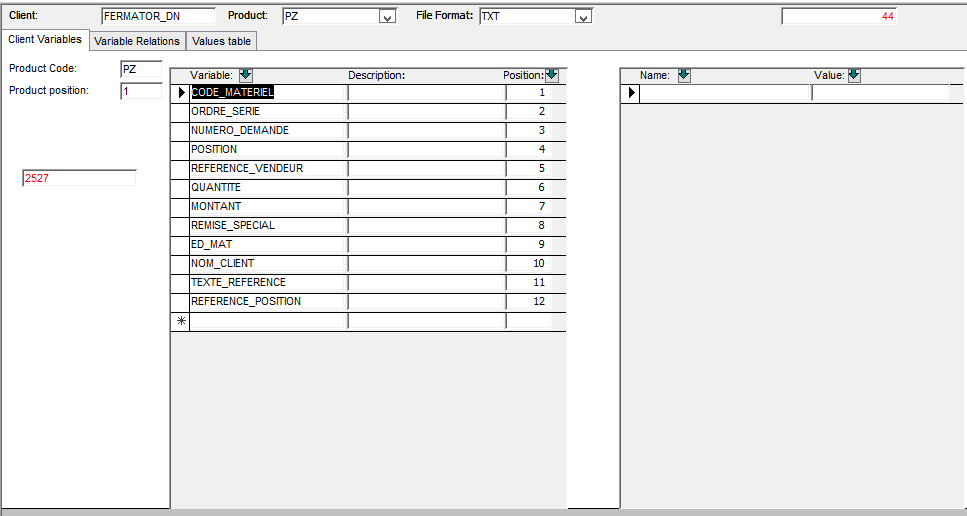 Client: FERMATOR_DN Product: PZ File Format: TXT 44
Client Variables Variable Relations Values table
Product Code: PZ
Product position: 1
2527
Variable: Description: Position:
CODE_MATERIEL 1
ORDRE_SERIE 2
NUMERO_DEMANDE 3
POSITION 4
REFERENCE_VENDEUR 5
QUANTITE 6
MONTANT 7
REMISE_SPECIAL 8
ED_MAT 9
NOM_CLIENT 10
TEXTE_REFERENCE 11
REFERENCE_POSITION 12
Name: Value: